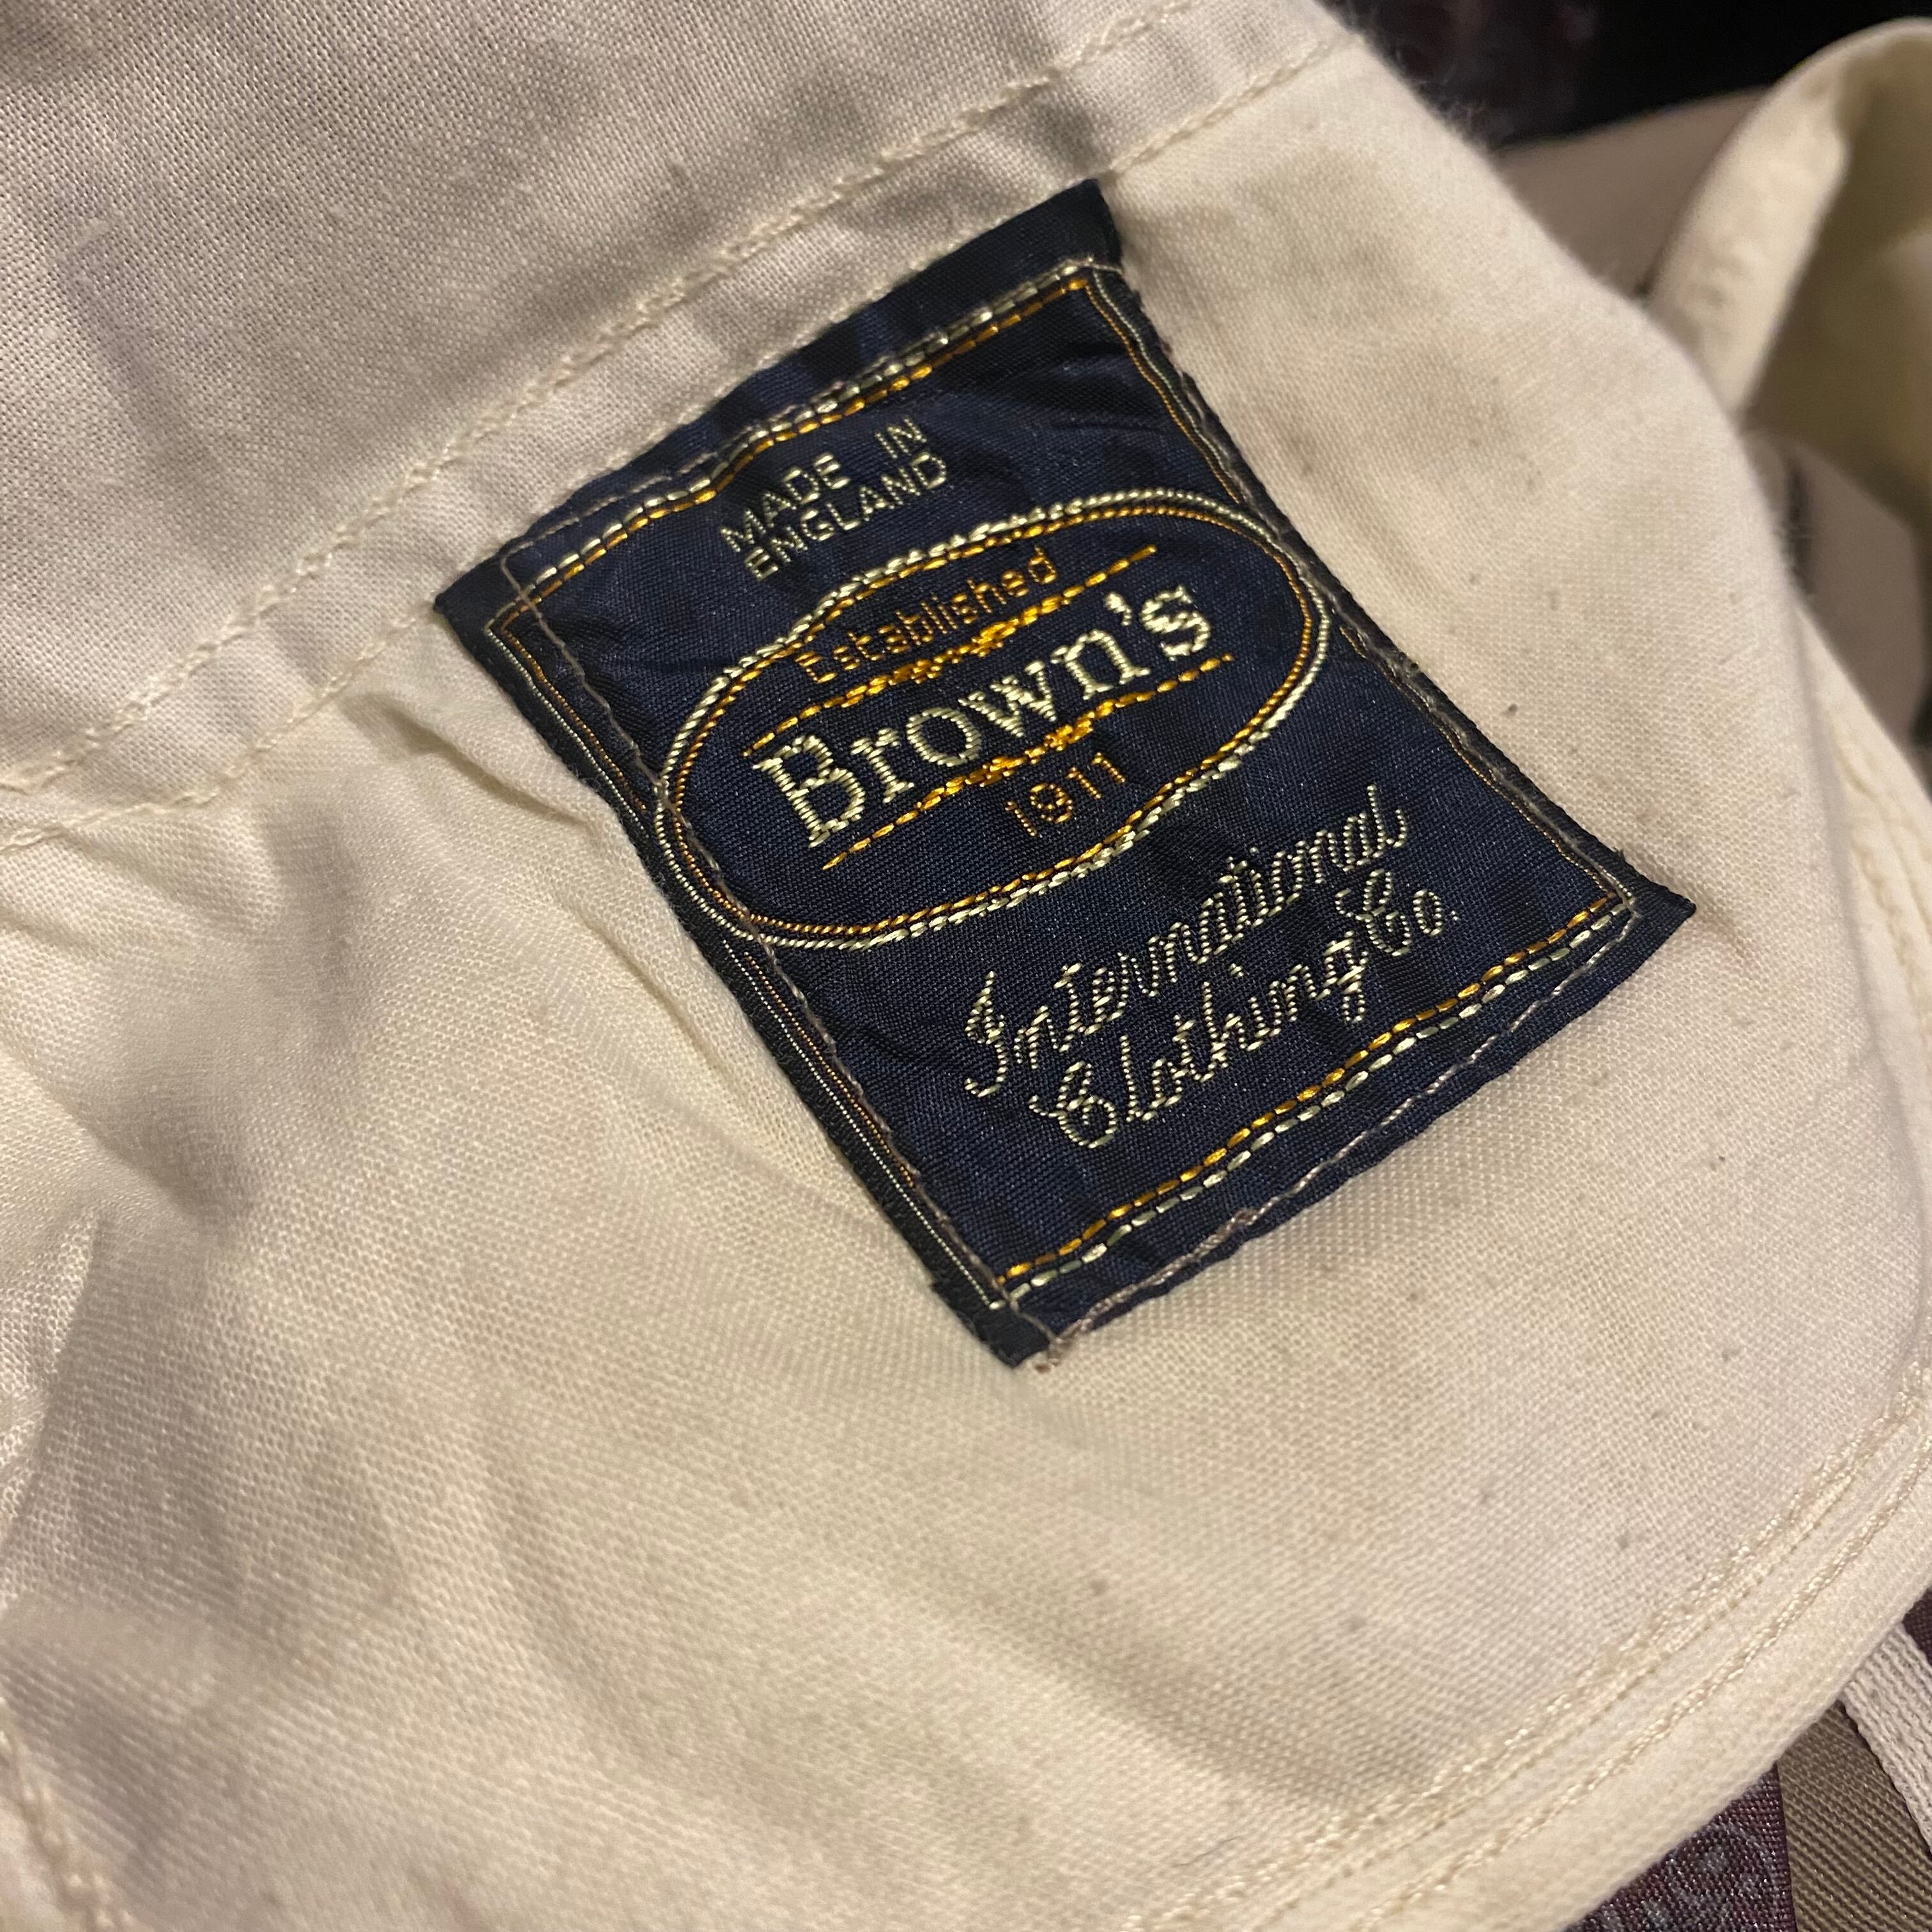 MADE IN
ENGLAND
Established
Brown's
1911
International
Clothing Co.